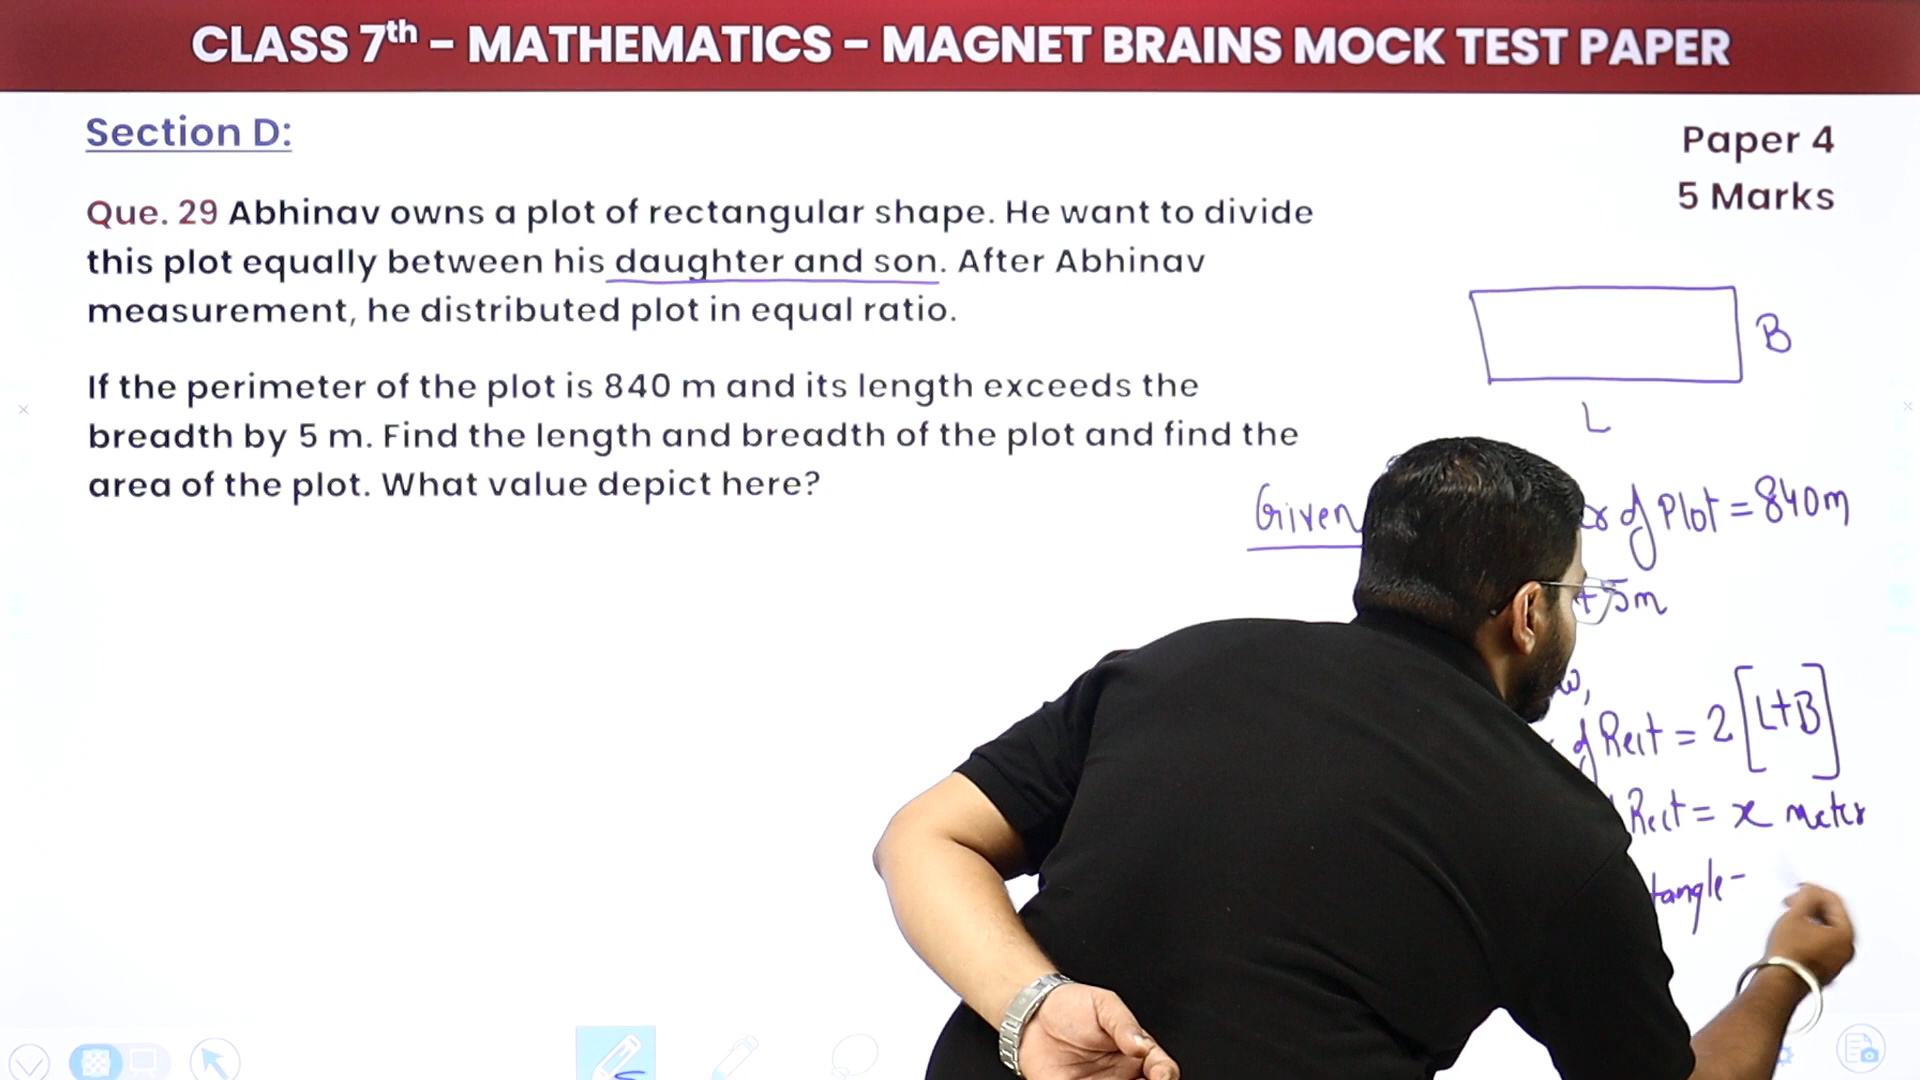 CLASS 7th – MATHEMATICS – MAGNET BRAINS MOCK TEST PAPER
Section D:
Paper 4
5 Marks
Que. 29 Abhinav owns a plot of rectangular shape. He want to divide
this plot equally between his daughter and son. After Abhinav
measurement, he distributed plot in equal ratio.
If the perimeter of the plot is 840 m and its length exceeds the
breadth by 5 m. Find the length and breadth of the plot and find the
area of the plot. What value depict here?
B
L
Given of Plot = 840m
+5m
of Rect = 2[L+B]
Rect = x meter
tangle -